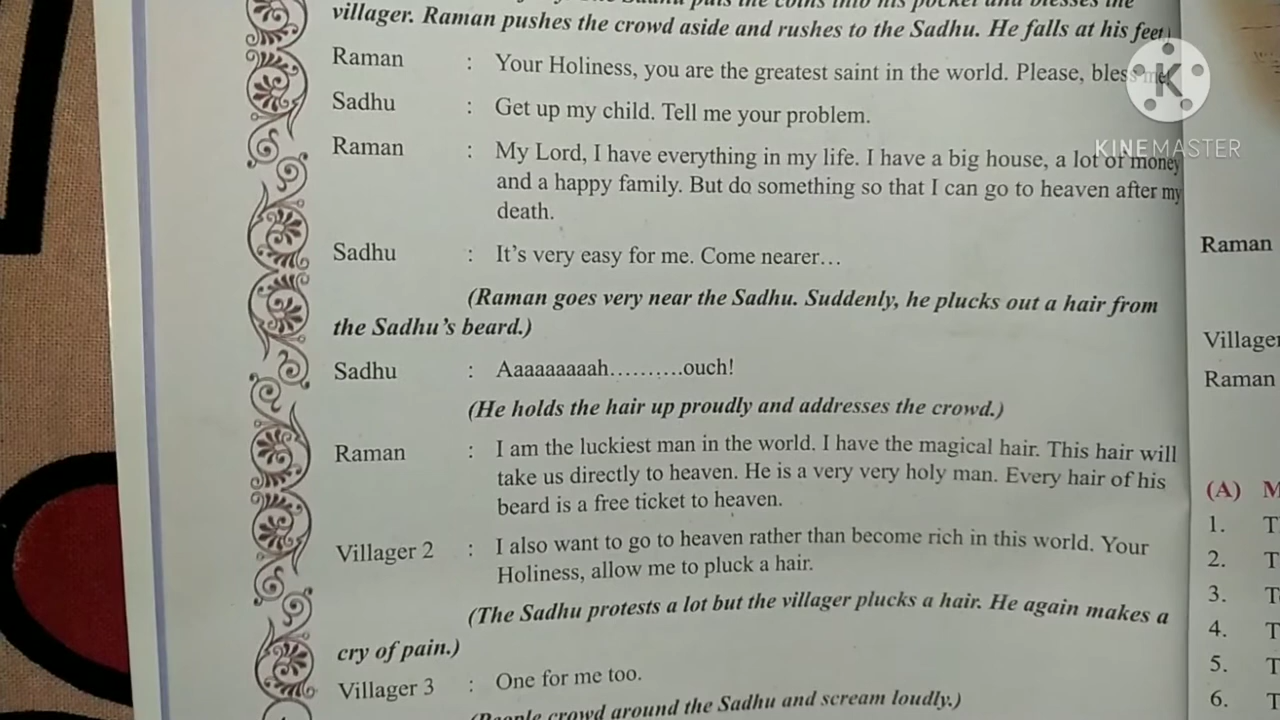 villager. Raman pushes the crowd aside and rushes to the Sadhu. He falls at his feet.)
Raman : Your Holiness, you are the greatest saint in the world. Please, bless me.
Sadhu : Get up my child. Tell me your problem.
Raman : My Lord, I have everything in my life. I have a big house, a lot of money
and a happy family. But do something so that I can go to heaven after my
death.
Sadhu : It's very easy for me. Come nearer…
(Raman goes very near the Sadhu. Suddenly, he plucks out a hair from
the Sadhu's beard.)
Sadhu : Aaaaaaaaah……….ouch!
(He holds the hair up proudly and addresses the crowd.)
Raman : I am the luckiest man in the world. I have the magical hair. This hair will
take us directly to heaven. He is a very very holy man. Every hair of his
beard is a free ticket to heaven.
Villager 2 : I also want to go to heaven rather than become rich in this world. Your
Holiness, allow me to pluck a hair.
(The Sadhu protests a lot but the villager plucks a hair. He again makes a
cry of pain.)
Villager 3 : One for me too.
(People crowd around the Sadhu and scream loudly.)
Raman
Village
Raman
(A) M
1. T
2. T
3. T
4. T
5. T
6. T
K
KINEMASTER